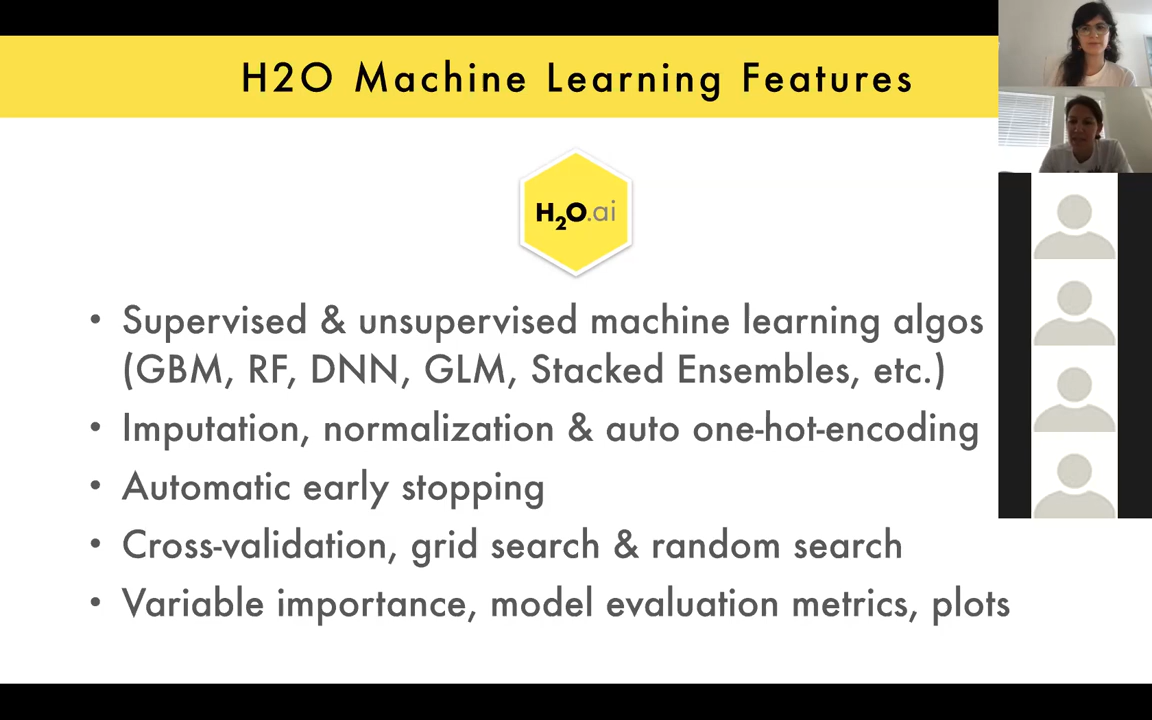 H2O Machine Learning Features
H2O.ai
• Supervised & unsupervised machine learning algos
(GBM, RF, DNN, GLM, Stacked Ensembles, etc.)
• Imputation, normalization & auto one-hot-encoding
• Automatic early stopping
• Cross-validation, grid search & random search
• Variable importance, model evaluation metrics, plots